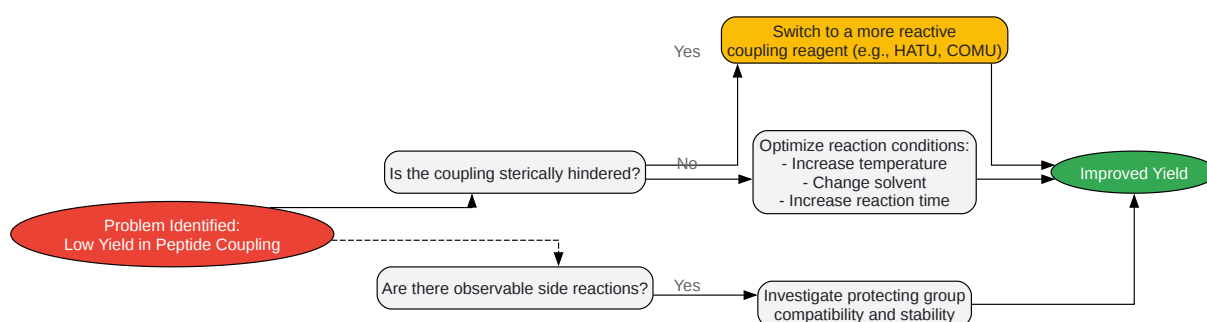 Switch to a more reactive
coupling reagent (e.g., HATU, COMU)
Yes
Is the coupling sterically hindered?
No
Optimize reaction conditions:
- Increase temperature
- Change solvent
- Increase reaction time
Improved Yield
Problem Identified:
Low Yield in Peptide Coupling
Are there observable side reactions?
Yes
Investigate protecting group
compatibility and stability